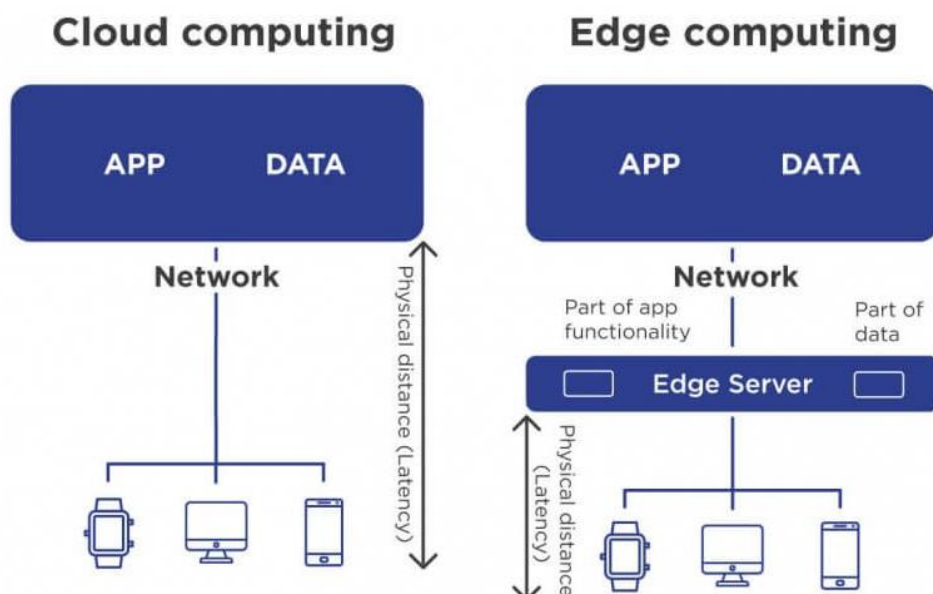 Cloud computing
APP DATA
Network
Physical distance (Latency)
Edge computing
APP DATA
Network
Part of app
functionality
Part of
data
Edge Server
Physical distance
(Latency)